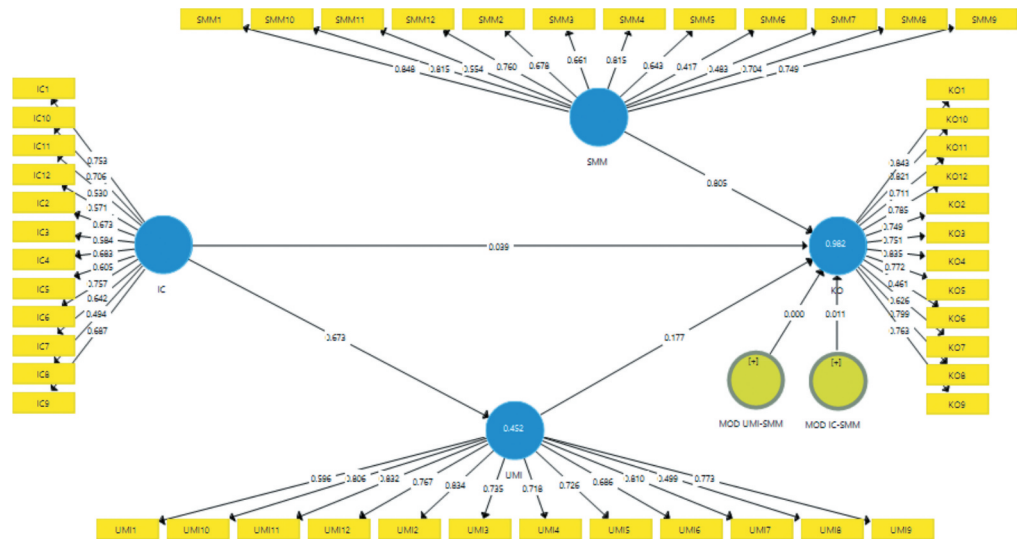 SMM1 SMM10 SMM11 SMM12 SMM2 SMM3 SMM4 SMM5 SMM6 SMM7 SMM8 SMM9
0.848 0.815 0.554 0.760 0.678 0.661 0.815 0.643 0.417 0.483 0.704 0.749
SMM
IC1
IC10
IC11
IC12
IC2
IC3
IC4
IC5
IC6
IC7
IC8
IC9
0.753
0.706
0.530
0.571
0.673
0.584
0.683
0.605
0.757
0.642
0.494
0.687
IC
0.805
0.039
0.673
0.177
0.000
0.011
0.982
KO
KO1
KO10
KO11
KO12
KO2
KO3
KO4
KO5
KO6
KO7
KO8
KO9
0.843
0.821
0.711
0.785
0.749
0.751
0.835
0.772
0.461
0.626
0.799
0.763
[+]
MOD UMI-SMM
[+]
MOD IC-SMM
0.452
UMI
0.596 0.806 0.832 0.767 0.834 0.735 0.718 0.726 0.686 0.810 0.499 0.773
UMI1 UMI10 UMI11 UMI12 UMI2 UMI3 UMI4 UMI5 UMI6 UMI7 UMI8 UMI9